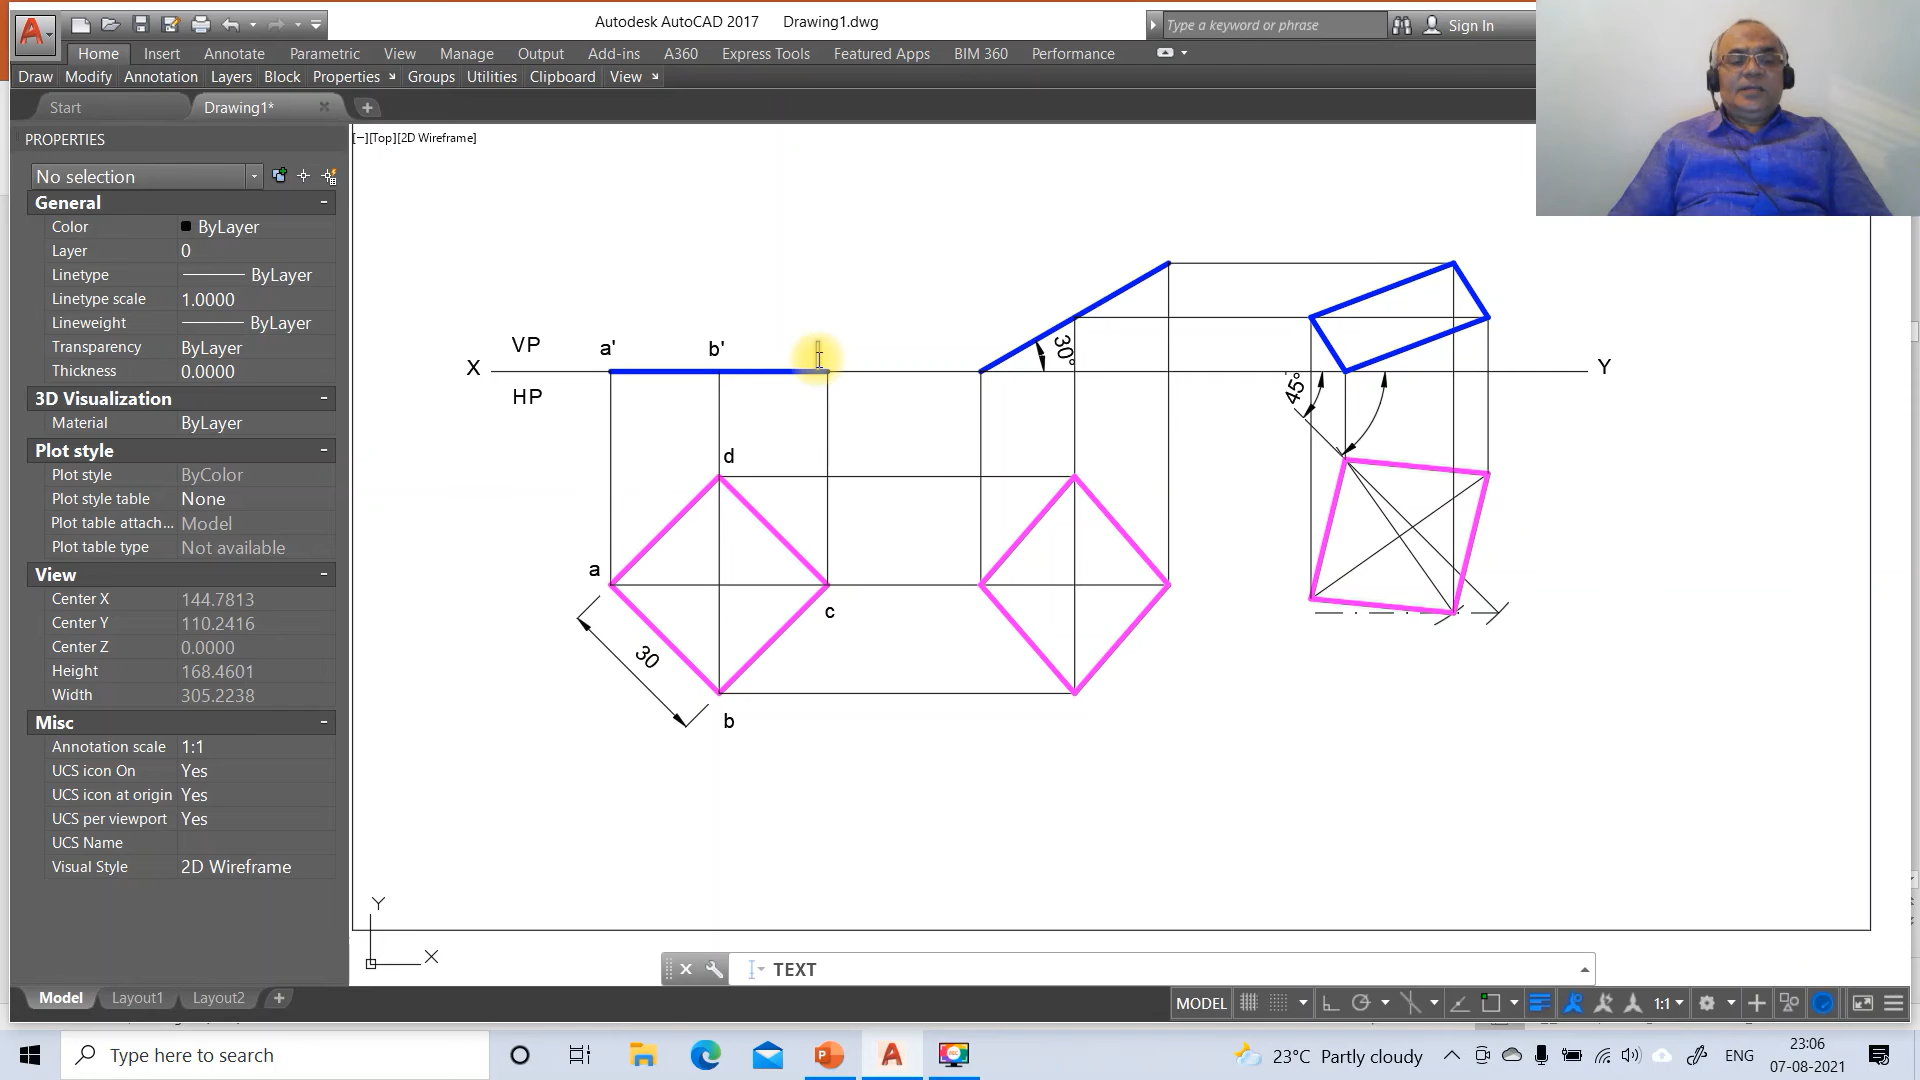 Autodesk AutoCAD 2017 Drawing1.dwg
Type a keyword or phrase
Sign In
Home Insert Annotate Parametric View Manage Output Add-ins A360 Express Tools Featured Apps BIM 360 Performance
Draw Modify Annotation Layers Block Properties Groups Utilities Clipboard View
Start Drawing1*
PROPERTIES
[−][Top][2D Wireframe]
No selection
General
Color ByLayer
Layer 0
Linetype ByLayer
Linetype scale 1.0000
Lineweight ByLayer
Transparency ByLayer
Thickness 0.0000
3D Visualization
Material ByLayer
Plot style
Plot style ByColor
Plot style table None
Plot table attach... Model
Plot table type Not available
View
Center X 144.7813
Center Y 110.2416
Center Z 0.0000
Height 168.4601
Width 305.2238
Misc
Annotation scale 1:1
UCS icon On Yes
UCS icon at origin Yes
UCS per viewport Yes
UCS Name
Visual Style 2D Wireframe
VP
a' b'
X Y
HP
30°
45°
d
a
c
30
b
Y
X
TEXT
Model Layout1 Layout2
MODEL 1:1
Type here to search
23°C Partly cloudy
ENG
23:06
07-08-2021